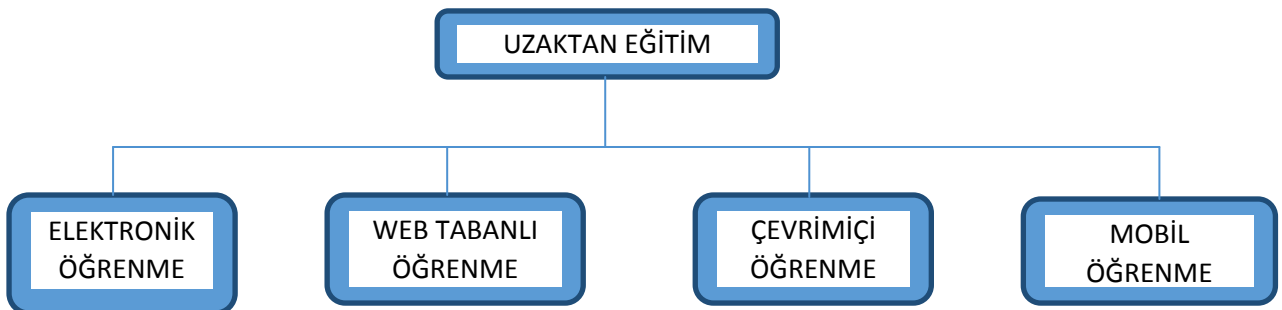 UZAKTAN EĞİTİM
ELEKTRONİK
ÖĞRENME
WEB TABANLI
ÖĞRENME
ÇEVRİMİÇİ
ÖĞRENME
MOBİL
ÖĞRENME